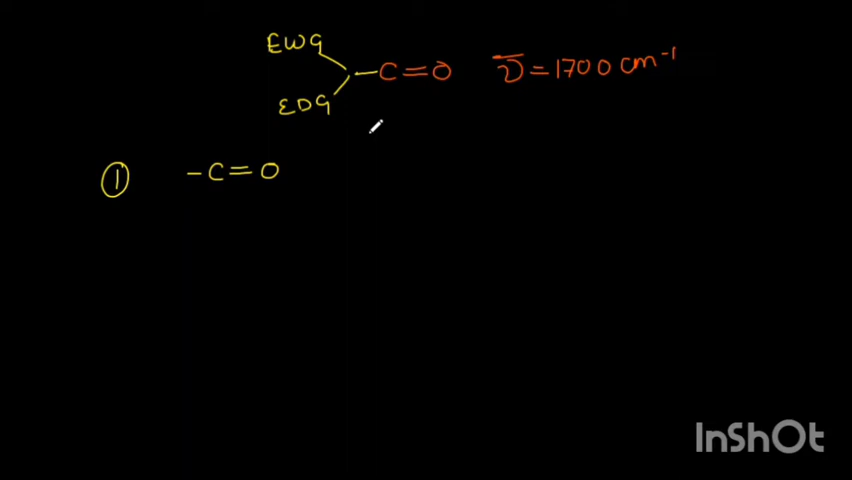 EWG
-C=O ν̅ = 1700 cm⁻¹
EDG
① -C=O
InShOt